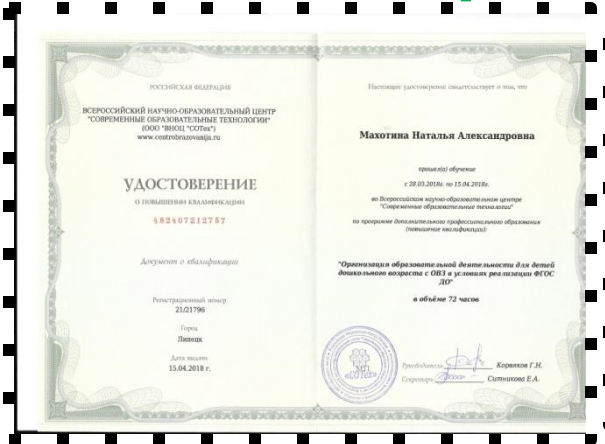 РОССИЙСКАЯ ФЕДЕРАЦИЯ
ВСЕРОССИЙСКИЙ НАУЧНО-ОБРАЗОВАТЕЛЬНЫЙ ЦЕНТР
"СОВРЕМЕННЫЕ ОБРАЗОВАТЕЛЬНЫЕ ТЕХНОЛОГИИ"
(ООО "ВНОЦ "СОТех")
www.centrobrazovanija.ru
УДОСТОВЕРЕНИЕ
О ПОВЫШЕНИИ КВАЛИФИКАЦИИ
482407212757
Документ о квалификации
Регистрационный номер
21/21796
Город
Липецк
Дата выдачи
15.04.2018 г.
Настоящее удостоверение свидетельствует о том, что
Махотина Наталья Александровна
прошел(а) обучение
с 28.03.2018г. по 15.04.2018г.
во Всероссийском научно-образовательном центре
"Современные образовательные технологии"
по программе дополнительного профессионального образования
(повышение квалификации):
"Организация образовательной деятельности для детей
дошкольного возраста с ОВЗ в условиях реализации ФГОС
ДО"
в объёме 72 часов
М.П.
«СОТех»
Руководитель Корвяков Г.Н.
Секретарь Ситникова Е.А.